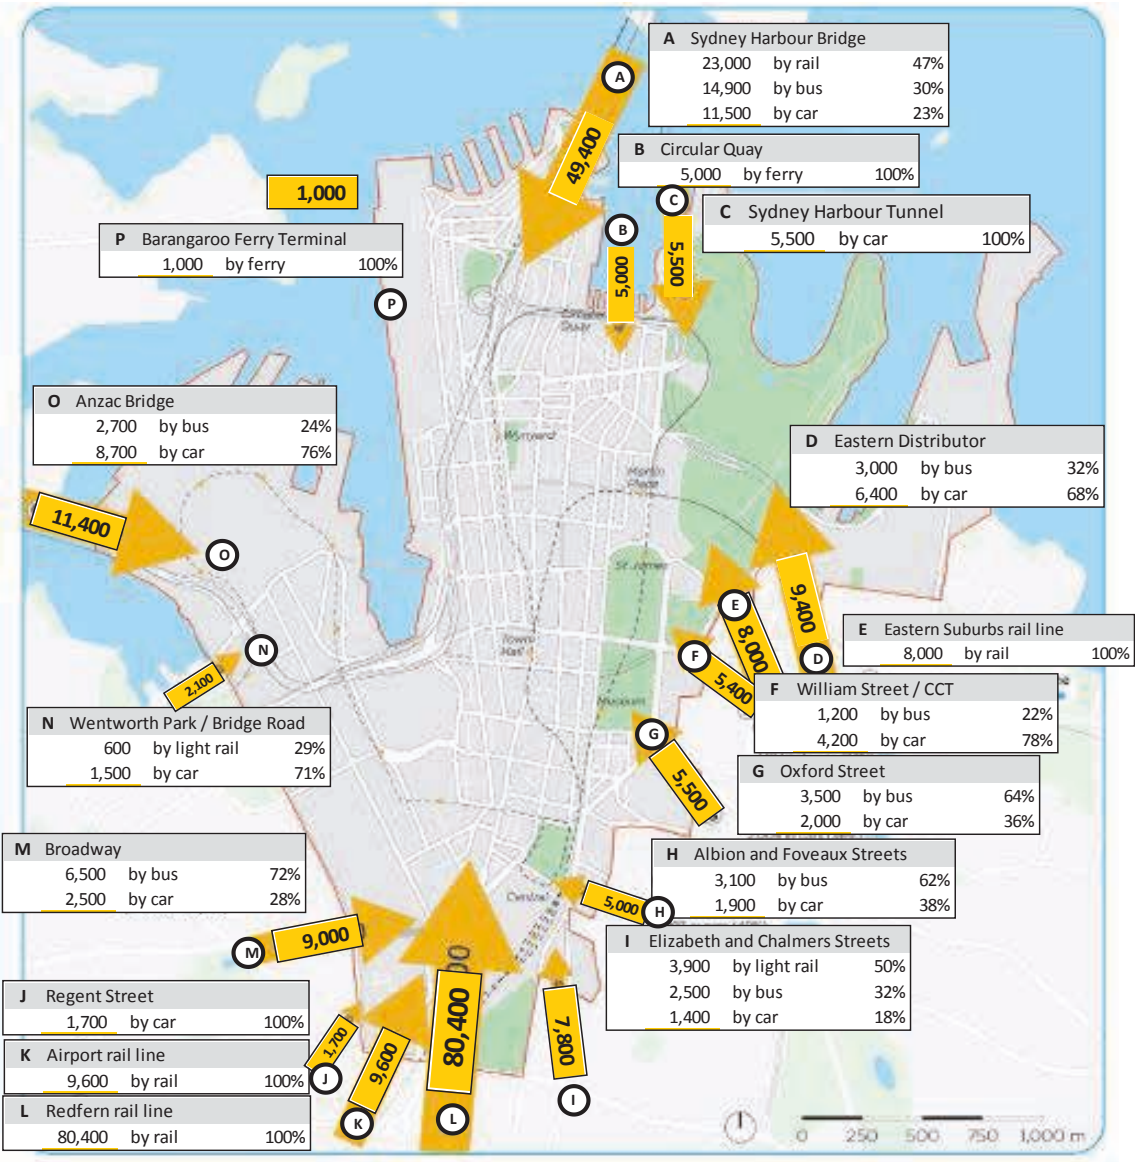 A Sydney Harbour Bridge
23,000 by rail 47%
14,900 by bus 30%
11,500 by car 23%
A
49,400
B Circular Quay
5,000 by ferry 100%
1,000
C
C Sydney Harbour Tunnel
5,500 by car 100%
P Barangaroo Ferry Terminal
1,000 by ferry 100%
B
5,000
5,500
P
Quay
O Anzac Bridge
2,700 by bus 24%
8,700 by car 76%
Wynyard
D Eastern Distributor
3,000 by bus 32%
6,400 by car 68%
Martin
Place
11,400
O
St James
E
9,400
8,000
E Eastern Suburbs rail line
8,000 by rail 100%
Town
Hall
N
F
D
2,100
5,400
F William Street / CCT
1,200 by bus 22%
4,200 by car 78%
Museum
N Wentworth Park / Bridge Road
600 by light rail 29%
1,500 by car 71%
G
5,500
G Oxford Street
3,500 by bus 64%
2,000 by car 36%
M Broadway
6,500 by bus 72%
2,500 by car 28%
H Albion and Foveaux Streets
3,100 by bus 62%
1,900 by car 38%
Central
5,000
H
M
9,000
I Elizabeth and Chalmers Streets
3,900 by light rail 50%
2,500 by bus 32%
1,400 by car 18%
J Regent Street
1,700 by car 100%
1,700
9,600
80,400
7,800
K Airport rail line
9,600 by rail 100%
J
L Redfern rail line
80,400 by rail 100%
K
L
I
0 250 500 750 1,000 m